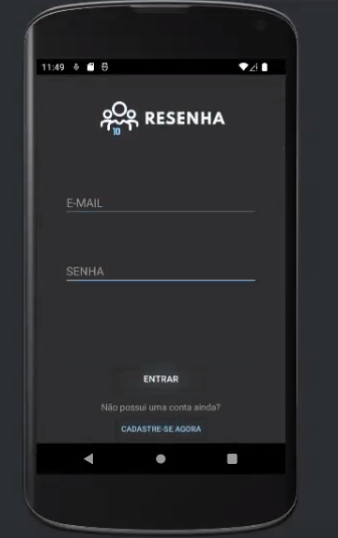 11:49
10
RESENHA
E-MAIL
SENHA
ENTRAR
Não possui uma conta ainda?
CADASTRE-SE AGORA